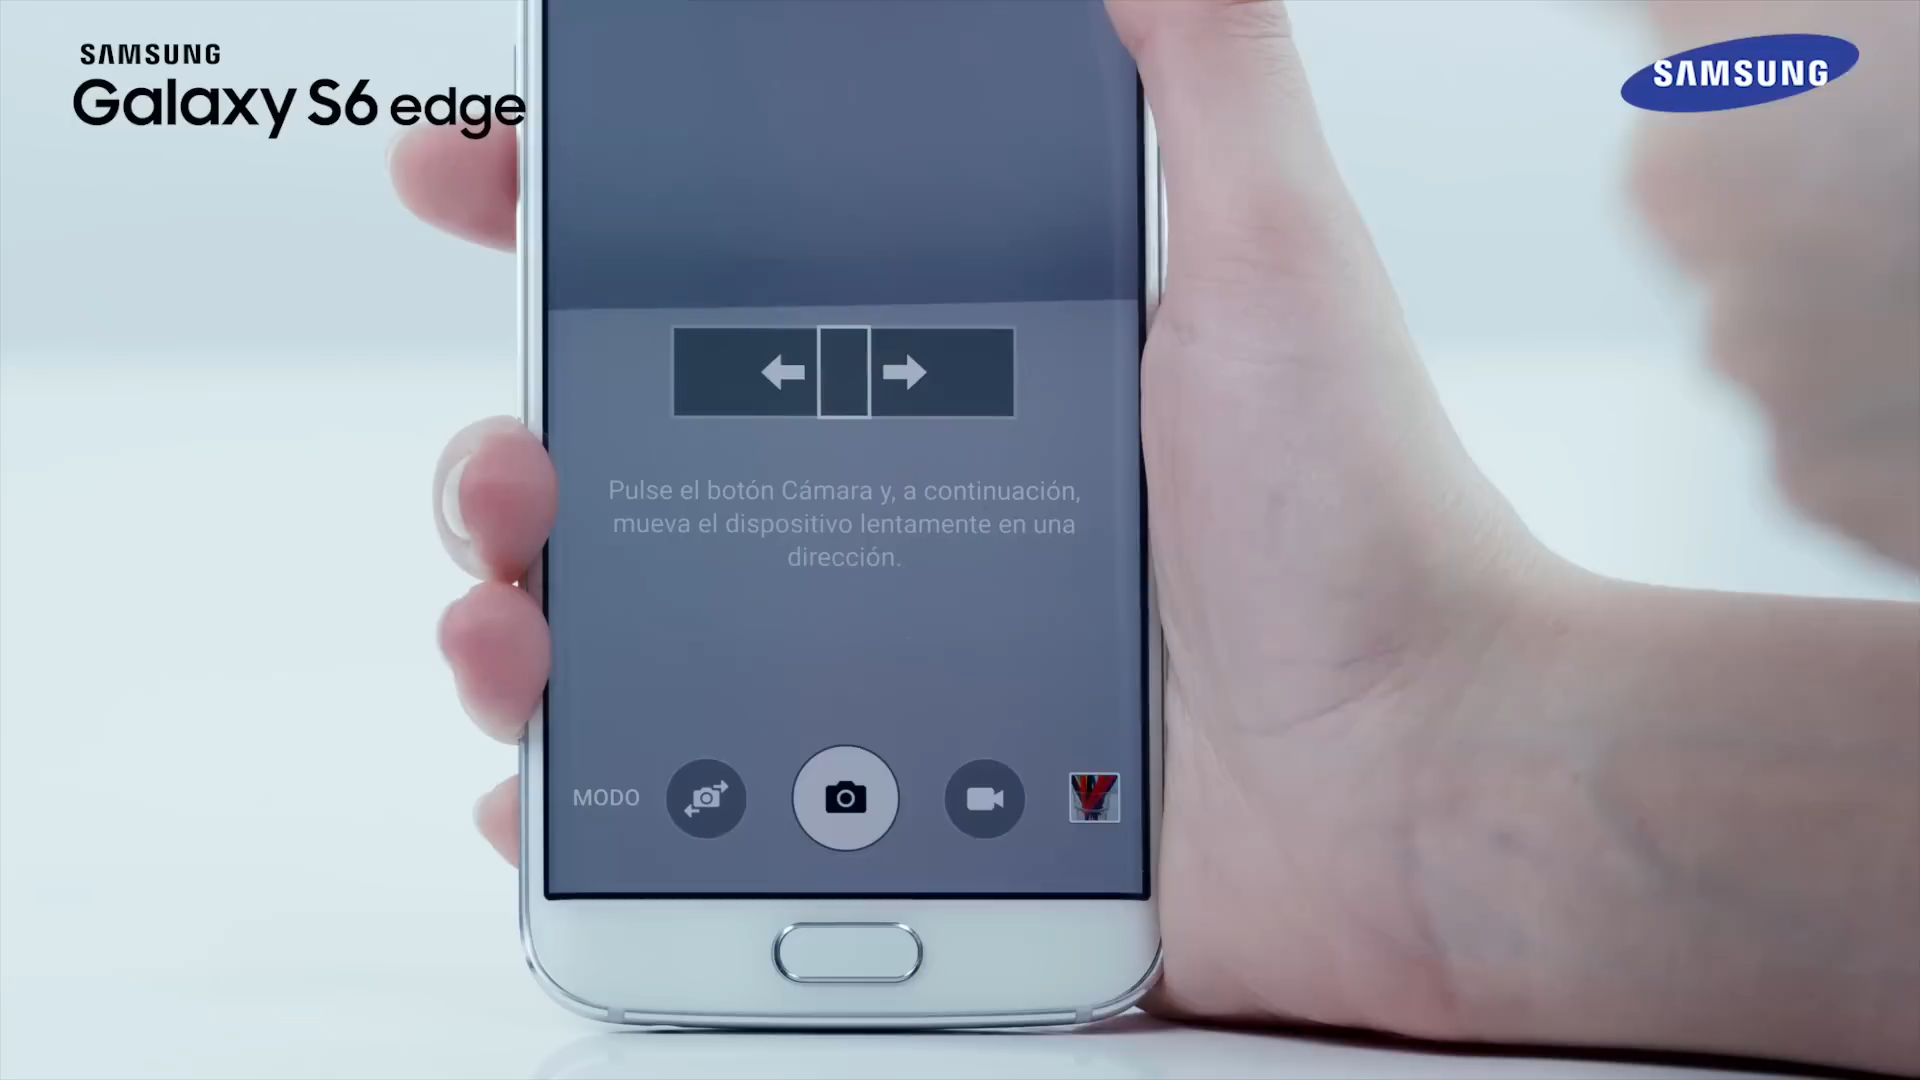 SAMSUNG
Galaxy S6 edge
SAMSUNG
Pulse el botón Cámara y, a continuación,
mueva el dispositivo lentamente en una
dirección.
MODO